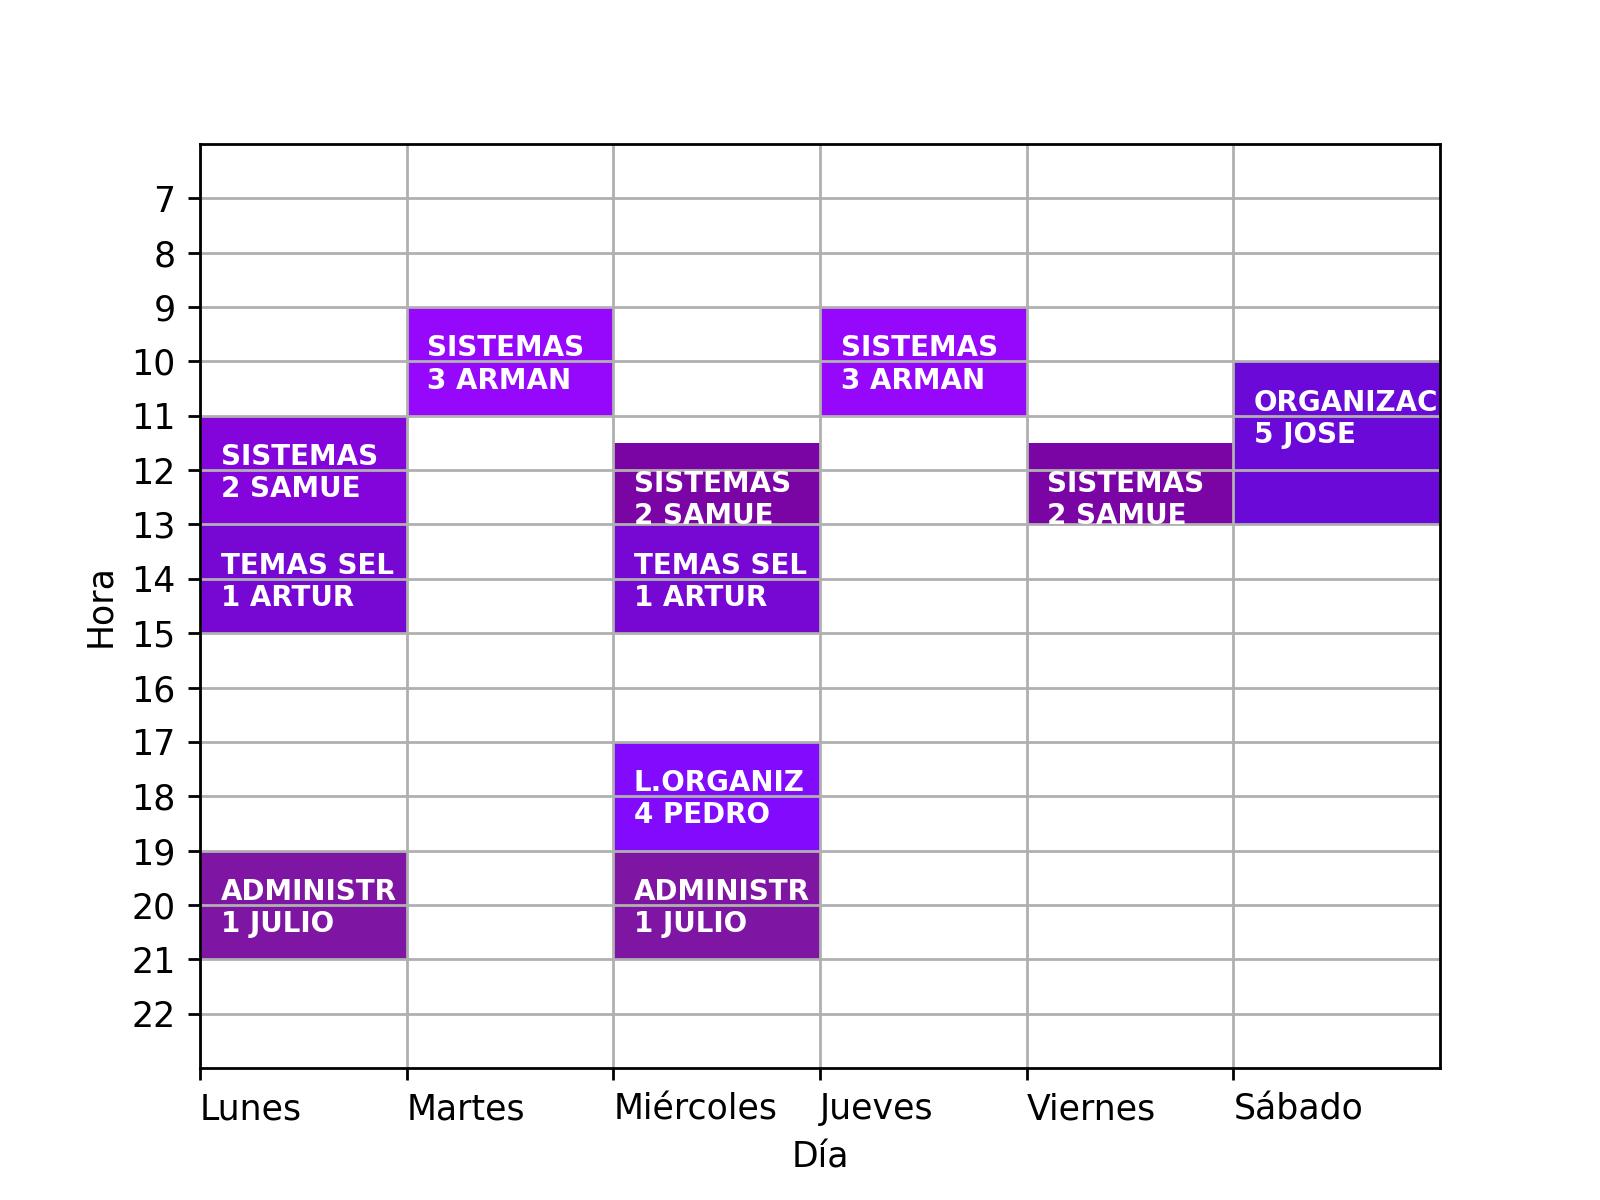 7
8
9
SISTEMAS
3 ARMAN
SISTEMAS
3 ARMAN
10
ORGANIZAC
5 JOSE
11
SISTEMAS
2 SAMUE
12
SISTEMAS
2 SAMUE
SISTEMAS
2 SAMUE
13
TEMAS SEL
1 ARTUR
TEMAS SEL
1 ARTUR
14
Hora
15
16
17
L.ORGANIZ
4 PEDRO
18
19
ADMINISTR
1 JULIO
ADMINISTR
1 JULIO
20
21
22
Lunes Martes Miércoles Jueves Viernes Sábado
Día